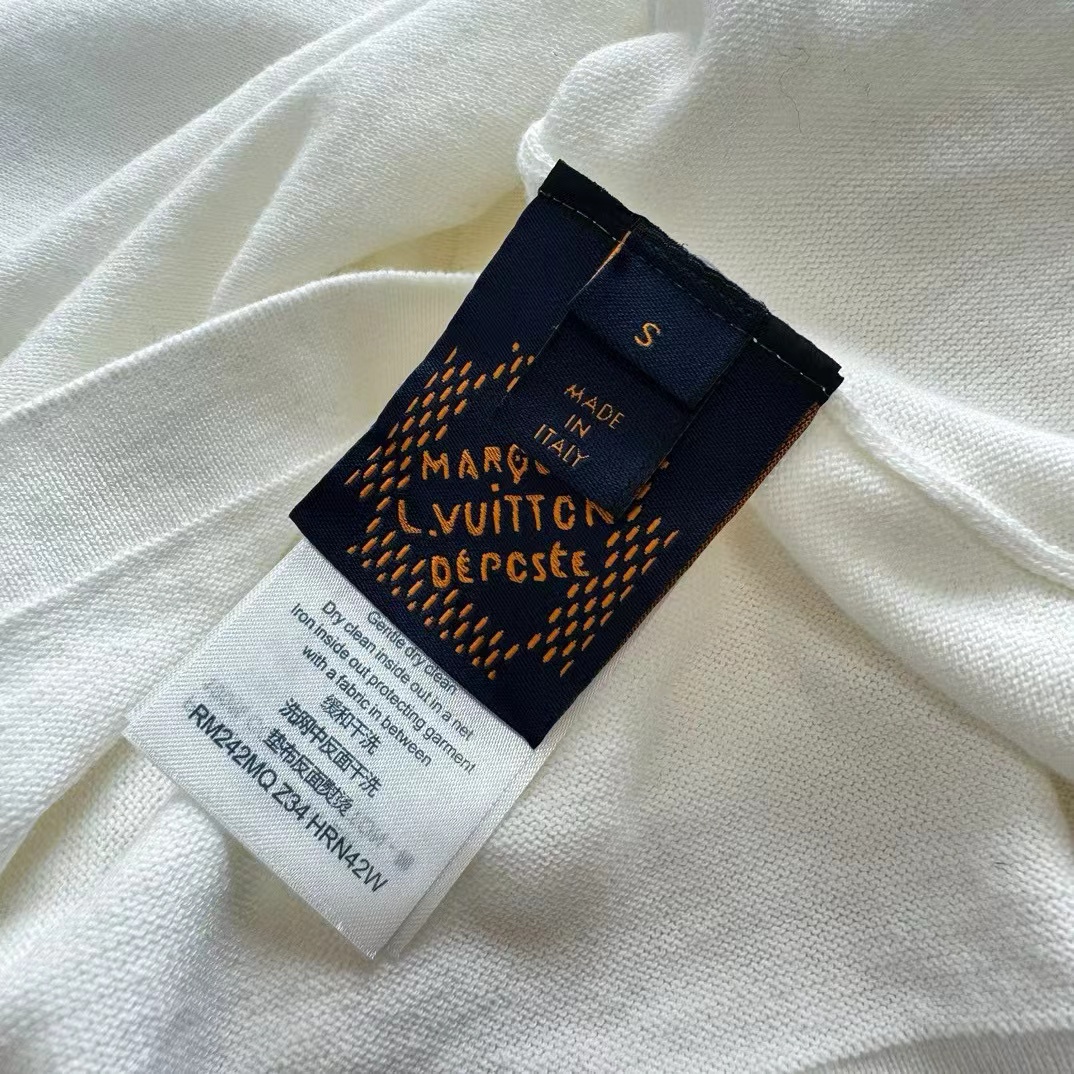 S
MADE
IN
ITALY
L.VUITTON
DÉPOSÉE
Gentle dry clean
Dry clean inside out in a net
Iron inside out protecting garment
with a fabric in between
缓和干洗
洗网中反面干洗
垫布反面熨烫
RM242MQ Z34 HRN42W